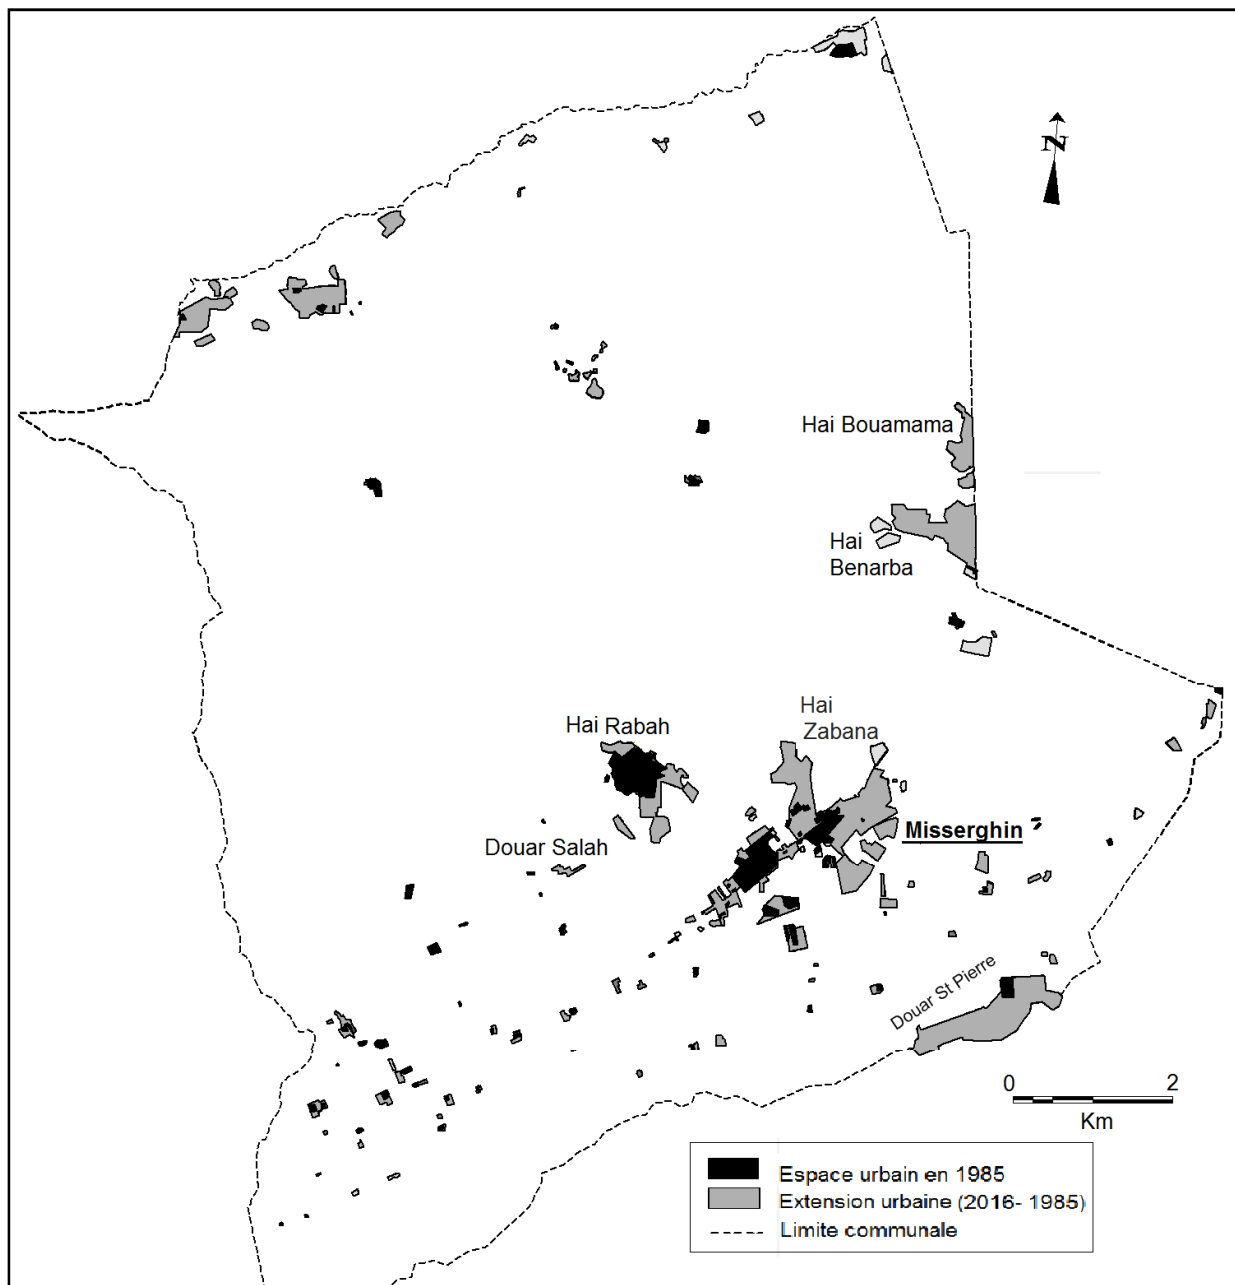 N
Hai Bouamama
Hai
Benarba
Hai
Zabana
Hai Rabah
Misserghin
Douar Salah
Douar St Pierre
0 2
Km
Espace urbain en 1985
Extension urbaine (2016- 1985)
Limite communale